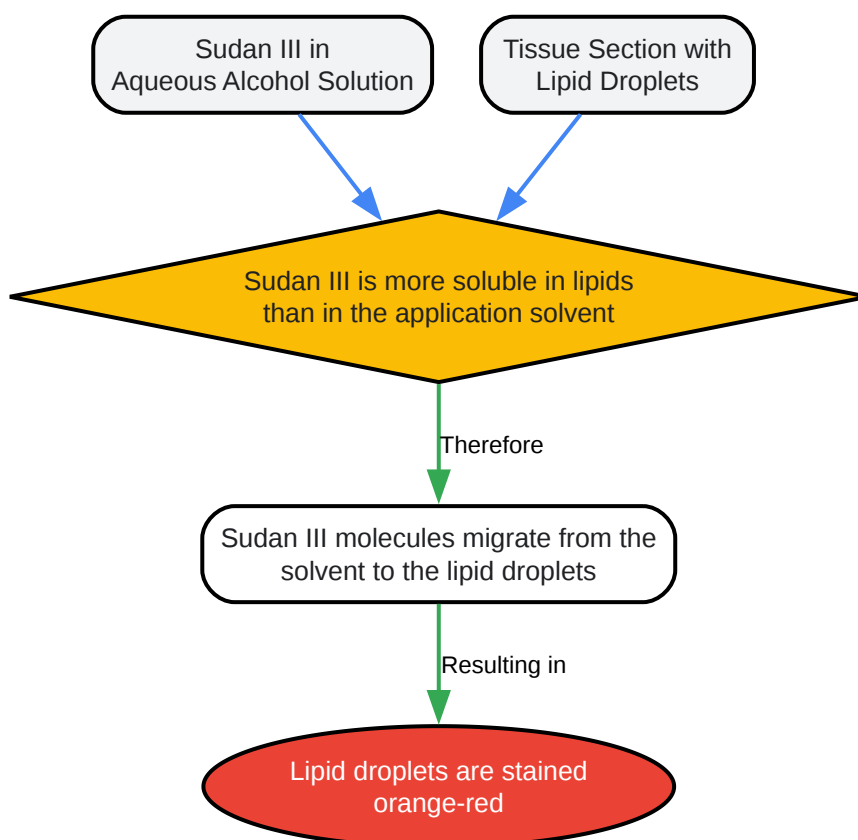 Sudan III in
Aqueous Alcohol Solution
Tissue Section with
Lipid Droplets
Sudan III is more soluble in lipids
than in the application solvent
Therefore
Sudan III molecules migrate from the
solvent to the lipid droplets
Resulting in
Lipid droplets are stained
orange-red